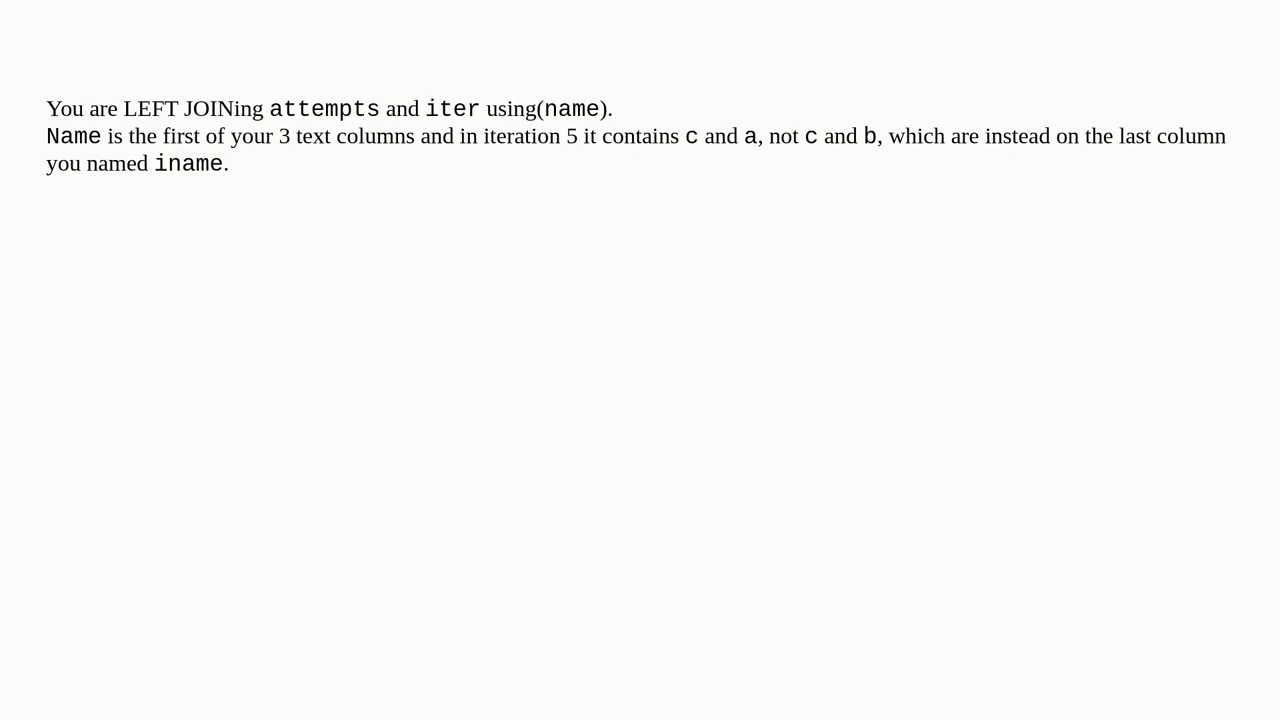 You are LEFT JOINing attempts and iter using(name).
Name is the first of your 3 text columns and in iteration 5 it contains c and a, not c and b, which are instead on the last column
you named iname.